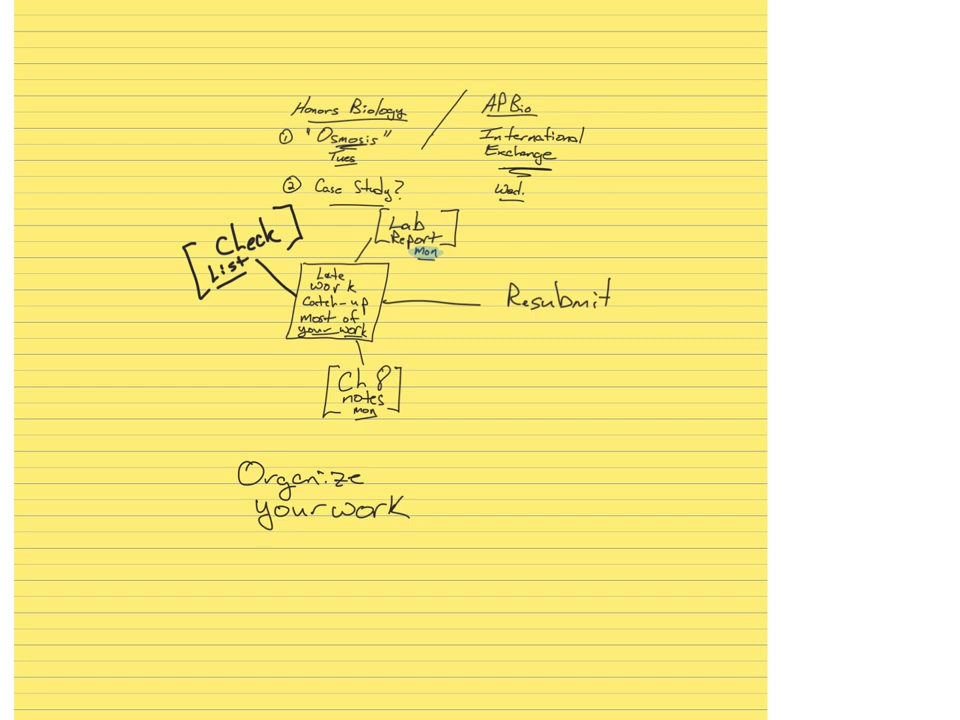 Honors Biology
① "Osmosis"
Tues
② Case Study?
AP Bio
International
Exchange
Wed.
Check
List
Lab
Report
Mon
Late
work
Catch-up
most of
your work
Resubmit
Ch 8
notes
Mon
Organize
your work